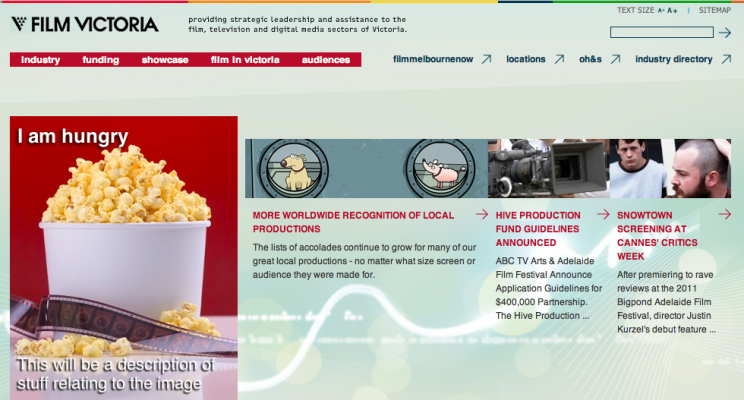 TEXT SIZE A- A+ | SITEMAP
FILM VICTORIA
providing strategic leadership and assistance to the
film, television and digital media sectors of Victoria.
industry funding showcase film in victoria audiences
filmmelbournenow locations oh&s industry directory
I am hungry
This will be a description of
stuff relating to the image
MORE WORLDWIDE RECOGNITION OF LOCAL
PRODUCTIONS
The lists of accolades continue to grow for many of our
great local productions - no matter what size screen or
audience they were made for.
HIVE PRODUCTION
FUND GUIDELINES
ANNOUNCED
ABC TV Arts & Adelaide
Film Festival Announce
Application Guidelines for
$400,000 Partnership.
The Hive Production ...
SNOWTOWN
SCREENING AT
CANNES' CRITICS
WEEK
After premiering to rave
reviews at the 2011
Bigpond Adelaide Film
Festival, director Justin
Kurzel's debut feature ...